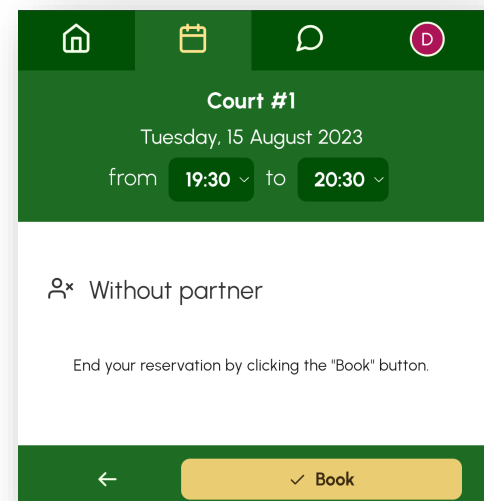 D
Court #1
Tuesday, 15 August 2023
from 19:30 to 20:30
Without partner
End your reservation by clicking the "Book" button.
Book